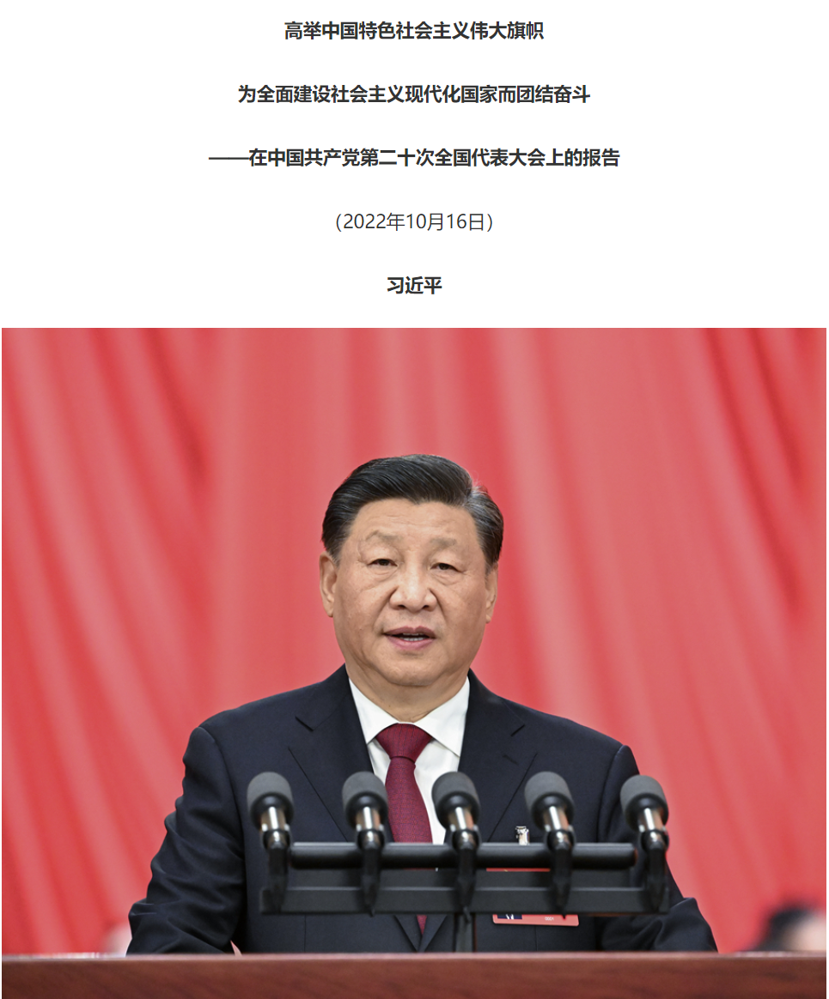 高举中国特色社会主义伟大旗帜
为全面建设社会主义现代化国家而团结奋斗
——在中国共产党第二十次全国代表大会上的报告
（2022年10月16日）
习近平